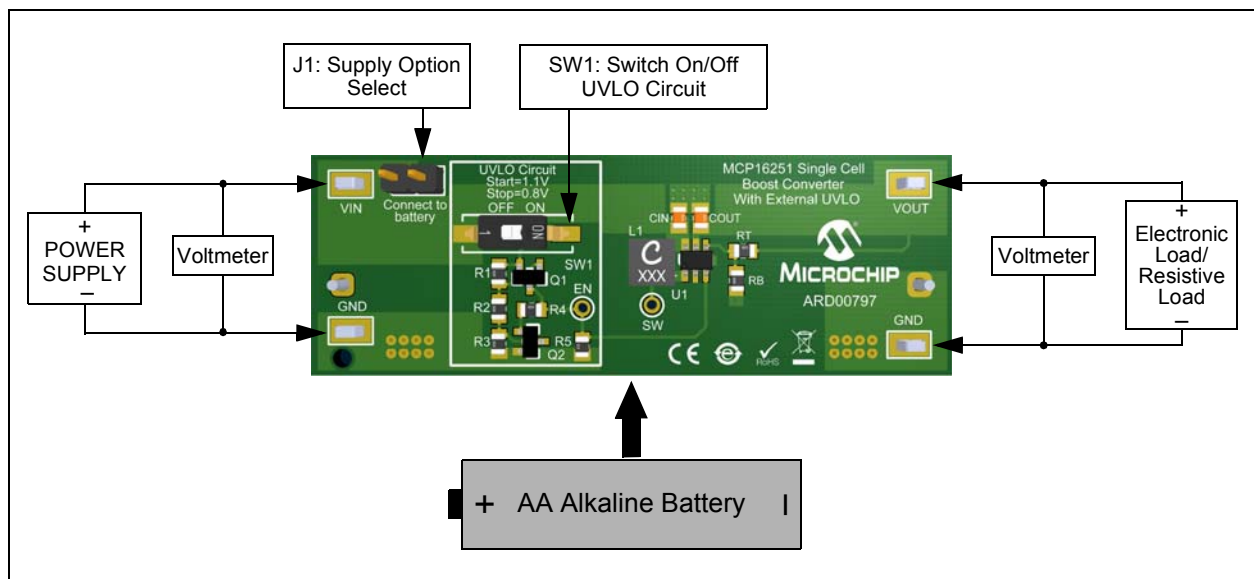 J1: Supply Option
Select
SW1: Switch On/Off
UVLO Circuit
VIN
Connect to
battery
UVLO Circuit
Start=1.1V
Stop=0.8V
OFF ON
1
ON
MCP16251 Single Cell
Boost Converter
With External UVLO
VOUT
CIN
COUT
L1
C
XXX
U1
RT
RB
MICROCHIP
ARD00797
SW
R1
Q1
SW1
EN
R2
R4
R3
Q2
R5
GND
GND
CE
e
RoHS
+
POWER
SUPPLY
–
Voltmeter
Voltmeter
+
Electronic
Load/
Resistive
Load
–
+ AA Alkaline Battery –